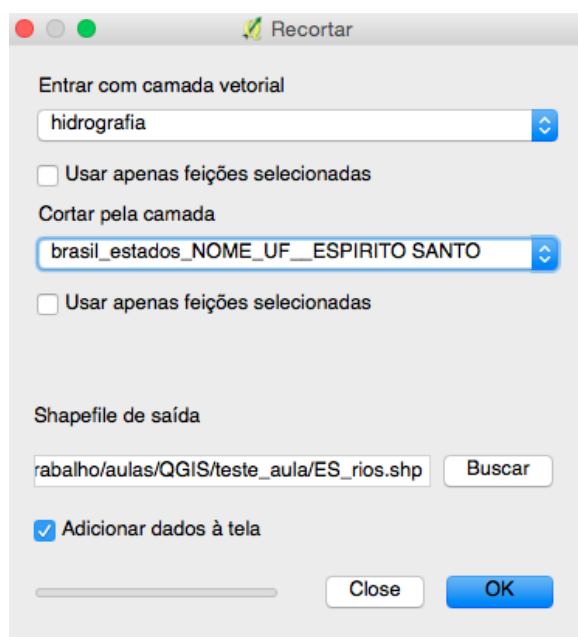 Recortar
Entrar com camada vetorial
hidrografia
Usar apenas feições selecionadas
Cortar pela camada
brasil_estados_NOME_UF__ESPIRITO SANTO
Usar apenas feições selecionadas
Shapefile de saída
rabalho/aulas/QGIS/teste_aula/ES_rios.shp Buscar
Adicionar dados à tela
Close OK